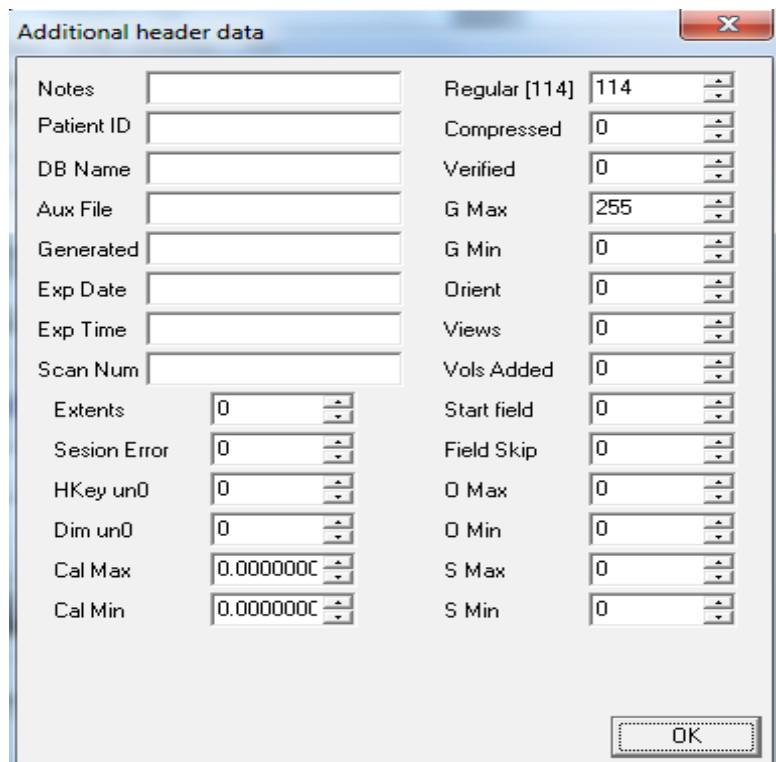 Additional header data
Notes Regular [114] 114
Patient ID Compressed 0
DB Name Verified 0
Aux File G Max 255
Generated G Min 0
Exp Date Orient 0
Exp Time Views 0
Scan Num Vols Added 0
Extents 0 Start field 0
Sesion Error 0 Field Skip 0
HKey un0 0 O Max 0
Dim un0 0 O Min 0
Cal Max 0.0000000 S Max 0
Cal Min 0.0000000 S Min 0
OK